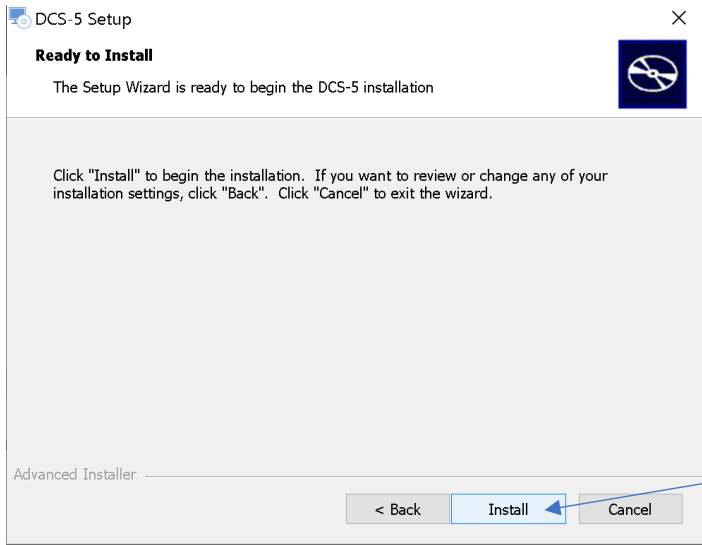 DCS-5 Setup
Ready to Install
The Setup Wizard is ready to begin the DCS-5 installation
Click "Install" to begin the installation.  If you want to review or change any of your
installation settings, click "Back".  Click "Cancel" to exit the wizard.
Advanced Installer
< Back Install Cancel